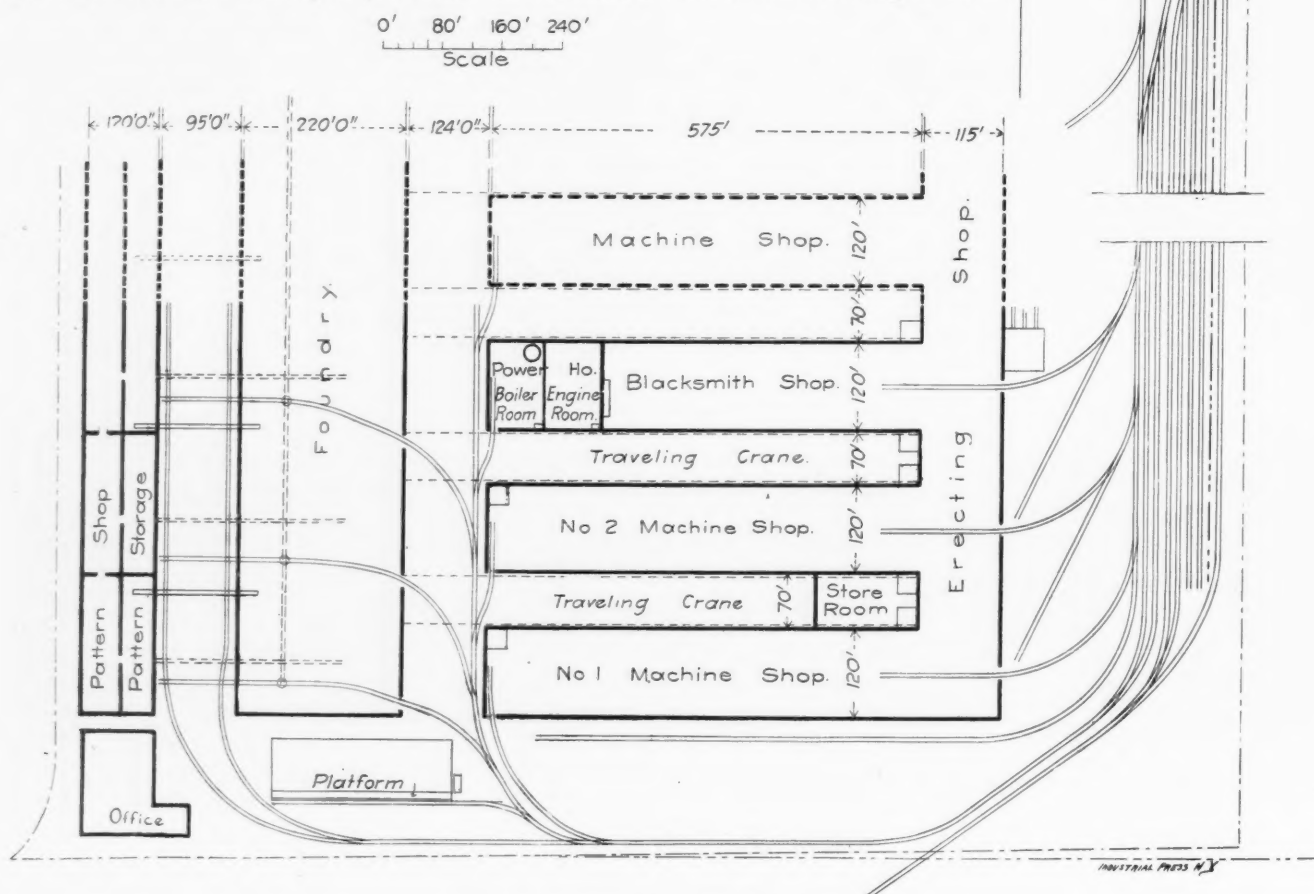 0' 80' 160' 240'
Scale
120'0" 95'0" 220'0" 124'0" 575' 115'
Machine Shop.
120'
Erecting Shop.
70'
Foundry
Power Ho.
Boiler Room
Engine Room.
Blacksmith Shop.
120'
Traveling Crane.
70'
Pattern Shop
Pattern Storage
No 2 Machine Shop.
120'
Traveling Crane
70'
Store Room
No 1 Machine Shop.
120'
Platform
Office
INDUSTRIAL PRESS N Y